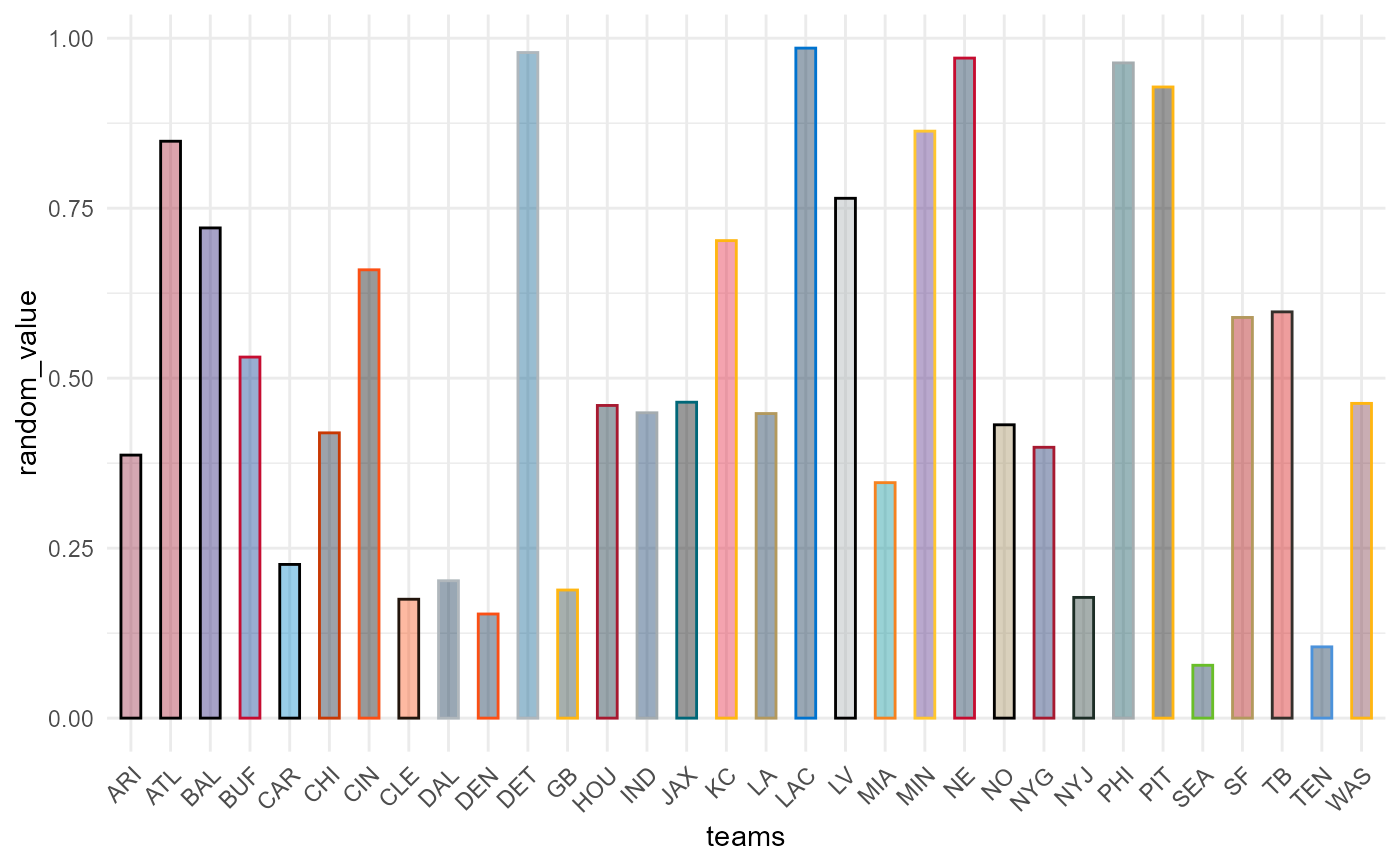 1.00
0.75
0.50
0.25
0.00
random_value
ARI ATL BAL BUF CAR CHI CIN CLE DAL DEN DET GB HOU IND JAX KC LA LAC LV MIA MIN NE NO NYG NYJ PHI PIT SEA SF TB TEN WAS
teams